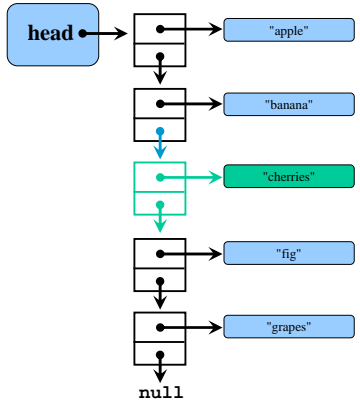 head
"apple"
"banana"
"cherries"
"fig"
"grapes"
null